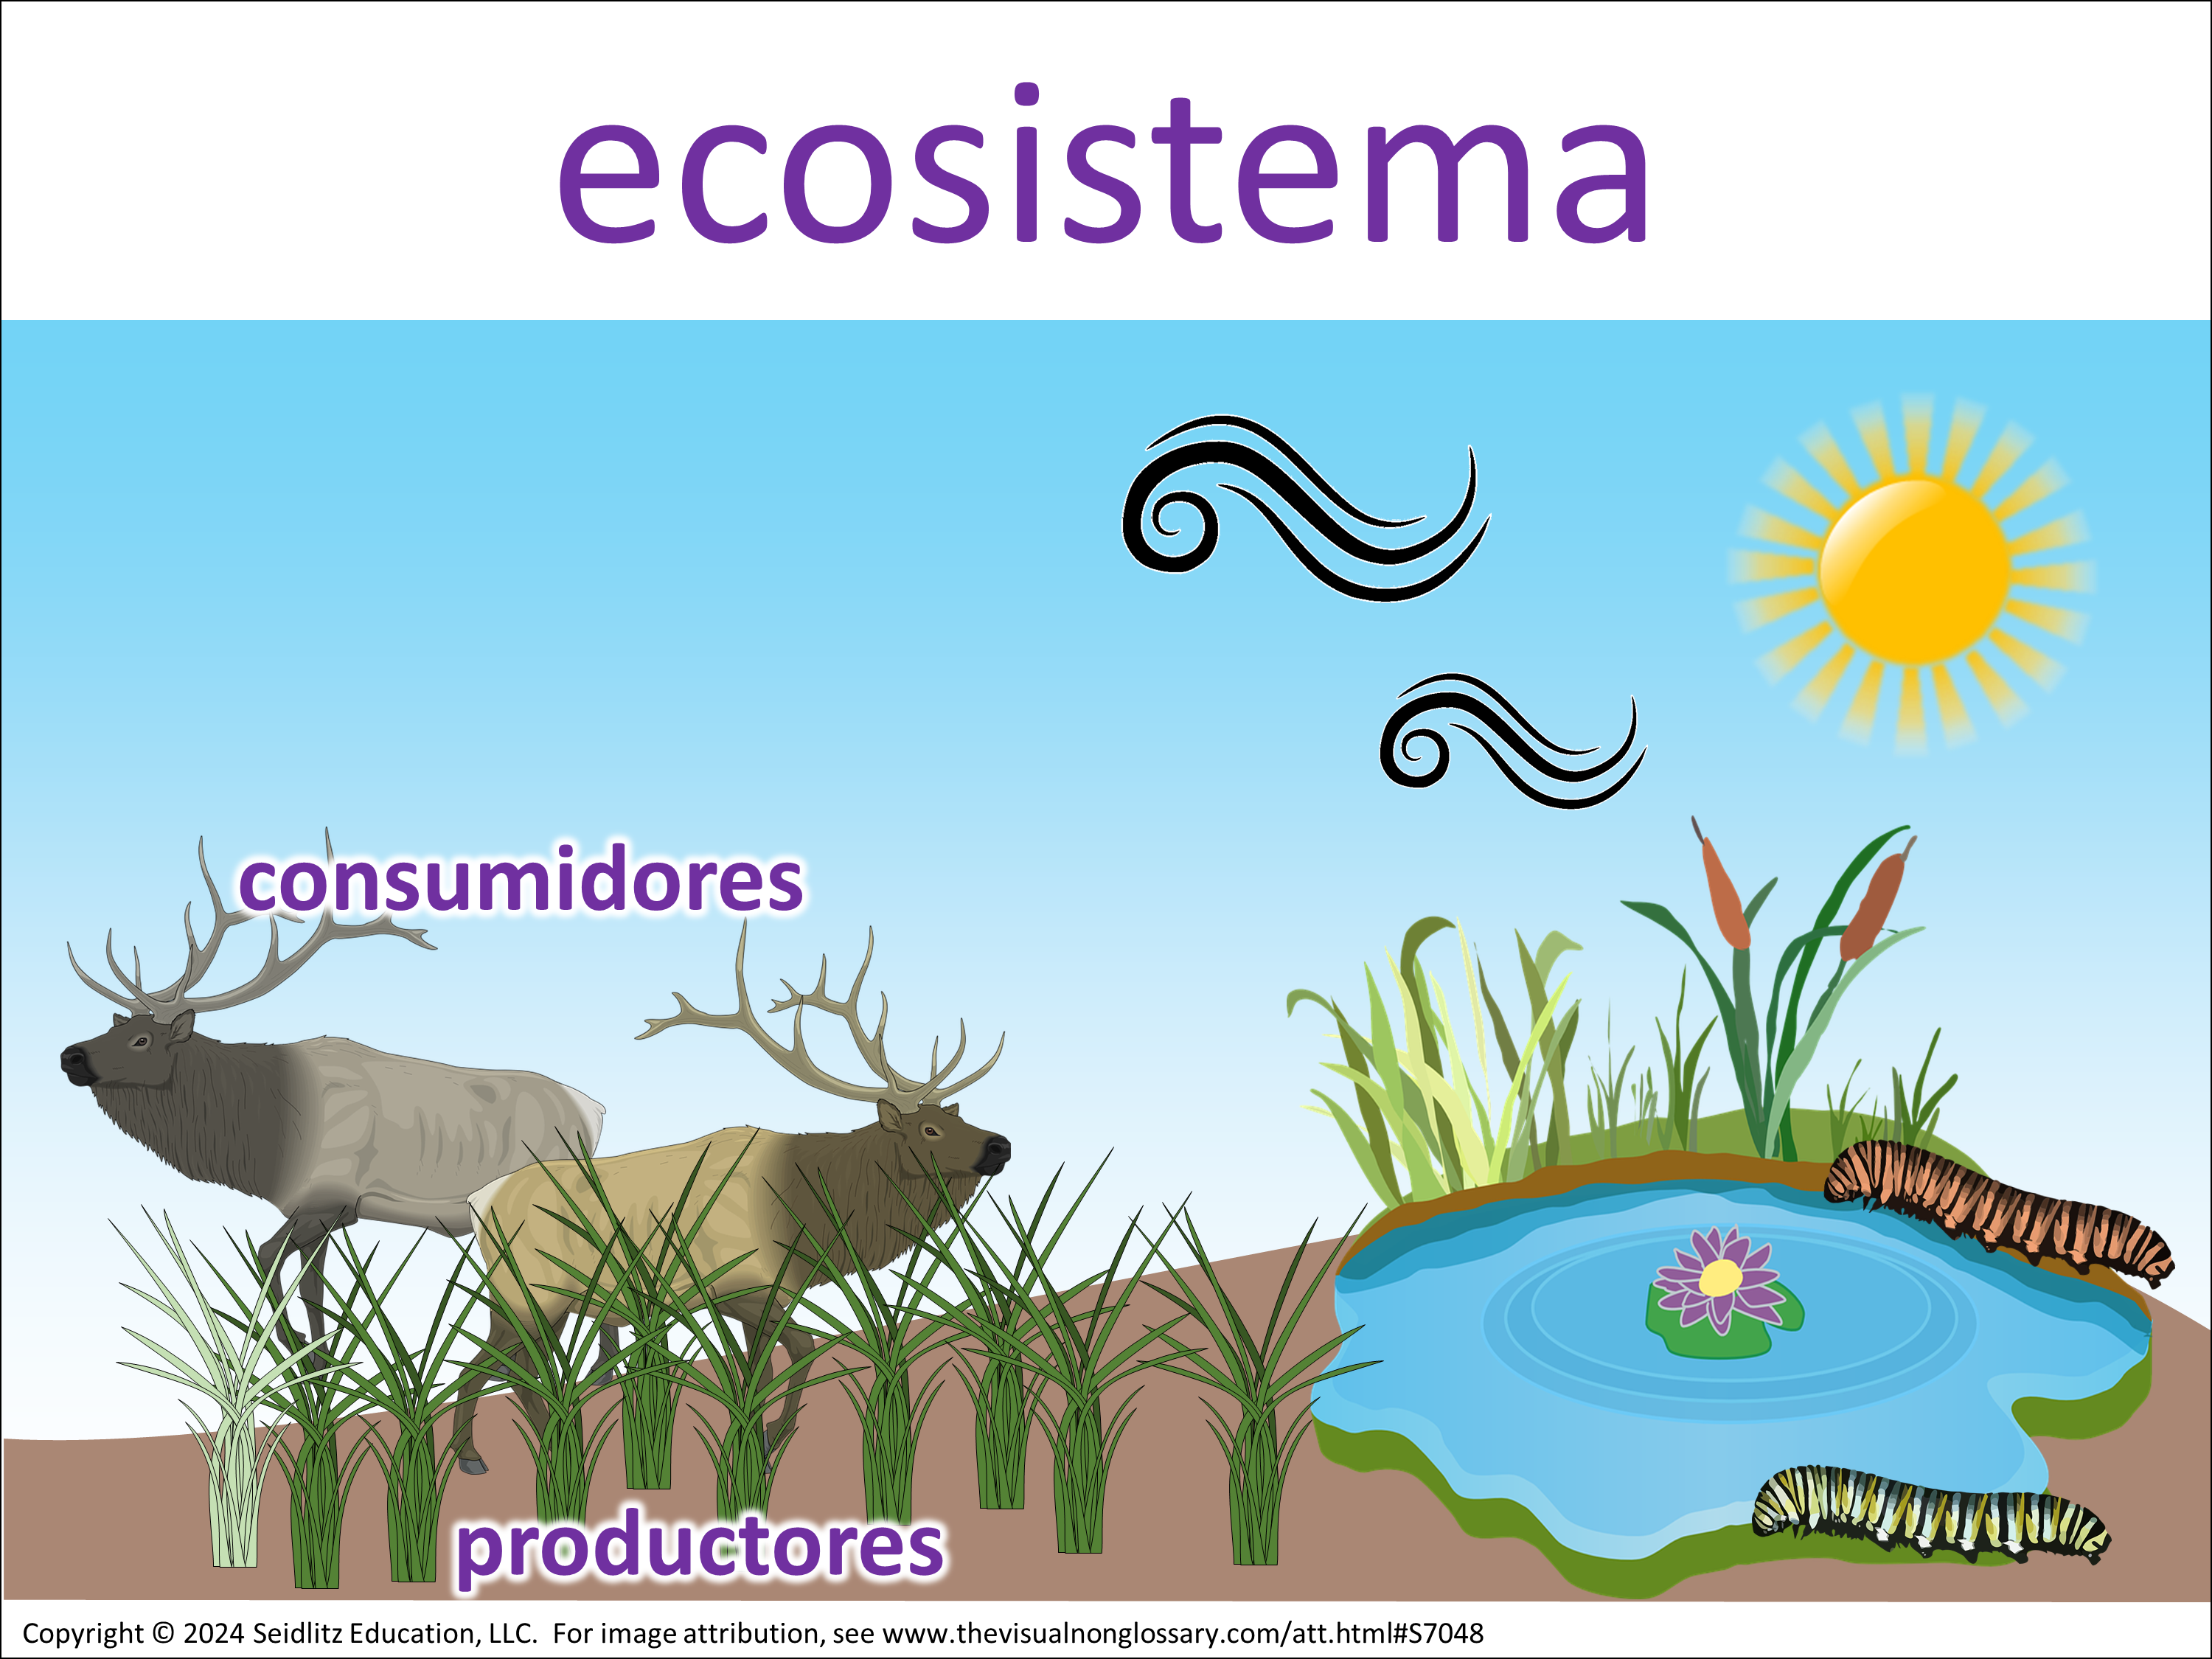 ecosistema
consumidores
productores
Copyright © 2024 Seidlitz Education, LLC.  For image attribution, see www.thevisualnonglossary.com/att.html#S7048